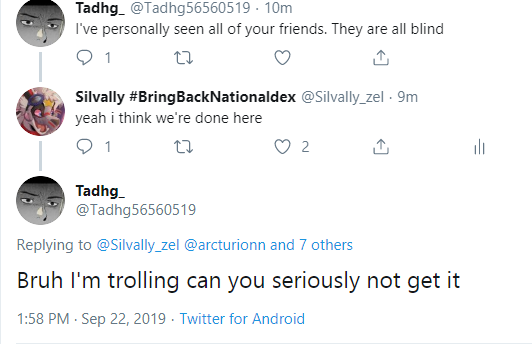 Tadhg_ @Tadhg56560519 · 10m
I've personally seen all of your friends. They are all blind
1
Silvally #BringBackNationaldex @Silvally_zel · 9m
yeah i think we're done here
1 2
Tadhg_
@Tadhg56560519
Replying to @Silvally_zel @arcturionn and 7 others
Bruh I'm trolling can you seriously not get it
1:58 PM · Sep 22, 2019 · Twitter for Android